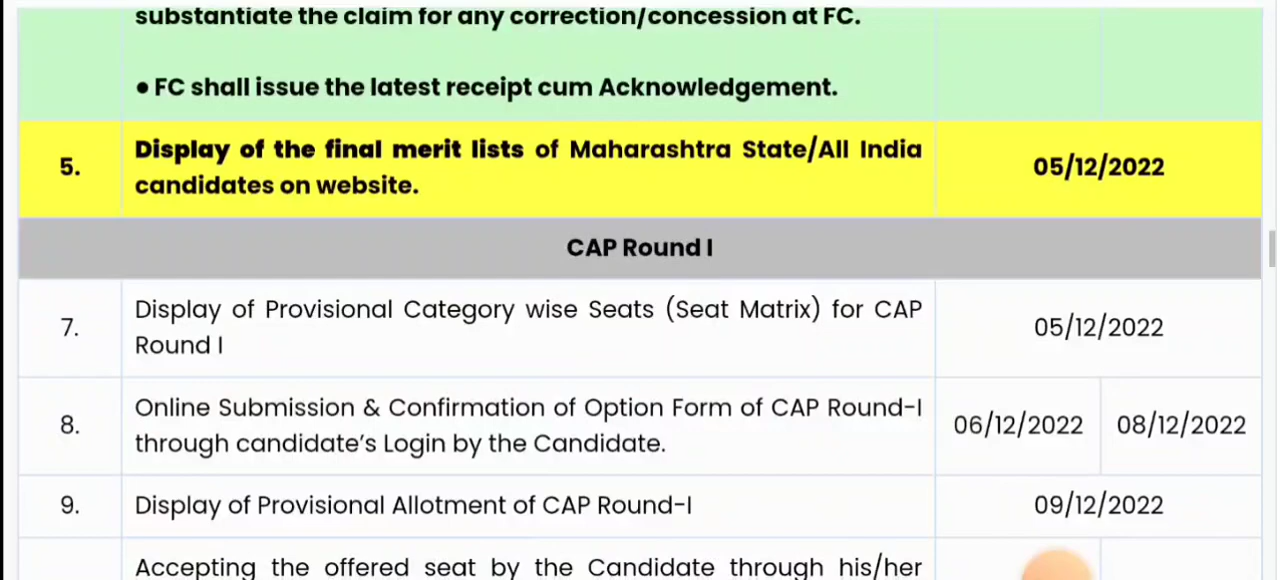 substantiate the claim for any correction/concession at FC.
● FC shall issue the latest receipt cum Acknowledgement.
5. Display of the final merit lists of Maharashtra State/All India candidates on website. 05/12/2022
CAP Round I
7. Display of Provisional Category wise Seats (Seat Matrix) for CAP Round I 05/12/2022
8. Online Submission & Confirmation of Option Form of CAP Round-I through candidate's Login by the Candidate. 06/12/2022 08/12/2022
9. Display of Provisional Allotment of CAP Round-I 09/12/2022
Accepting the offered seat by the Candidate through his/her